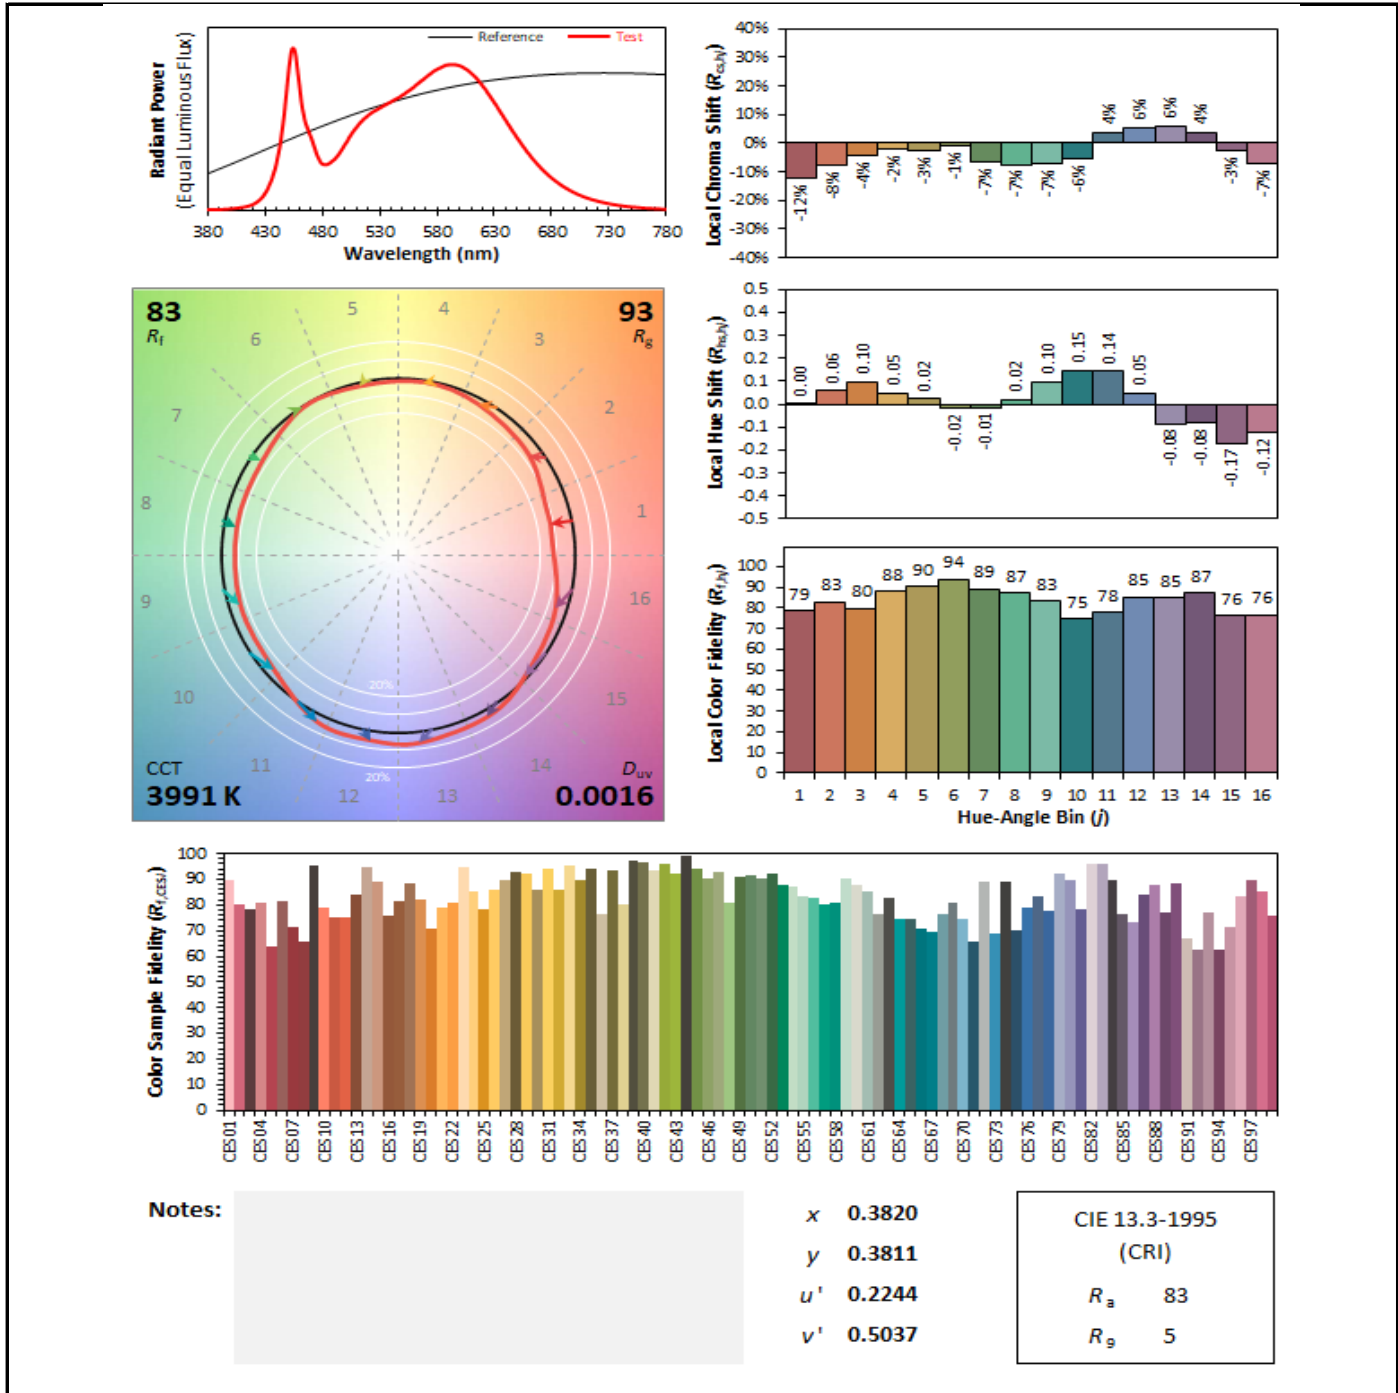 Radiant Power
(Equal Luminous Flux)
Reference
Test
380 430 480 530 580 630 680 730 780
Wavelength (nm)
Local Chroma Shift (Rcs,hj)
40%
30%
20%
10%
0%
-10%
-20%
-30%
-40%
-12% -8% -4% -2% -3% -1% -7% -7% -7% -6% 4% 6% 6% 4% -3% -7%
83
Rf
93
Rg
5 4
6 3
7 2
8 1
9 16
10 15
11 14
12 13
20%
20%
CCT
3991 K
Duv
0.0016
Local Hue Shift (Rhs,hj)
0.5
0.4
0.3
0.2
0.1
0.0
-0.1
-0.2
-0.3
-0.4
-0.5
0.00 0.06 0.10 0.05 0.02 -0.02 -0.01 0.02 0.10 0.15 0.14 0.05 -0.08 -0.08 -0.17 -0.12
Local Color Fidelity (Rf,hj)
100
90
80
70
60
50
40
30
20
10
0
79 83 80 88 90 94 89 87 83 75 78 85 85 87 76 76
1 2 3 4 5 6 7 8 9 10 11 12 13 14 15 16
Hue-Angle Bin (j)
Color Sample Fidelity (Rf,CESi)
100
90
80
70
60
50
40
30
20
10
0
CES01 CES04 CES07 CES10 CES13 CES16 CES19 CES22 CES25 CES28 CES31 CES34 CES37 CES40 CES43 CES46 CES49 CES52 CES55 CES58 CES61 CES64 CES67 CES70 CES73 CES76 CES79 CES82 CES85 CES88 CES91 CES94 CES97
Notes:
x 0.3820
y 0.3811
u' 0.2244
v' 0.5037
CIE 13.3-1995
(CRI)
Ra 83
R9 5